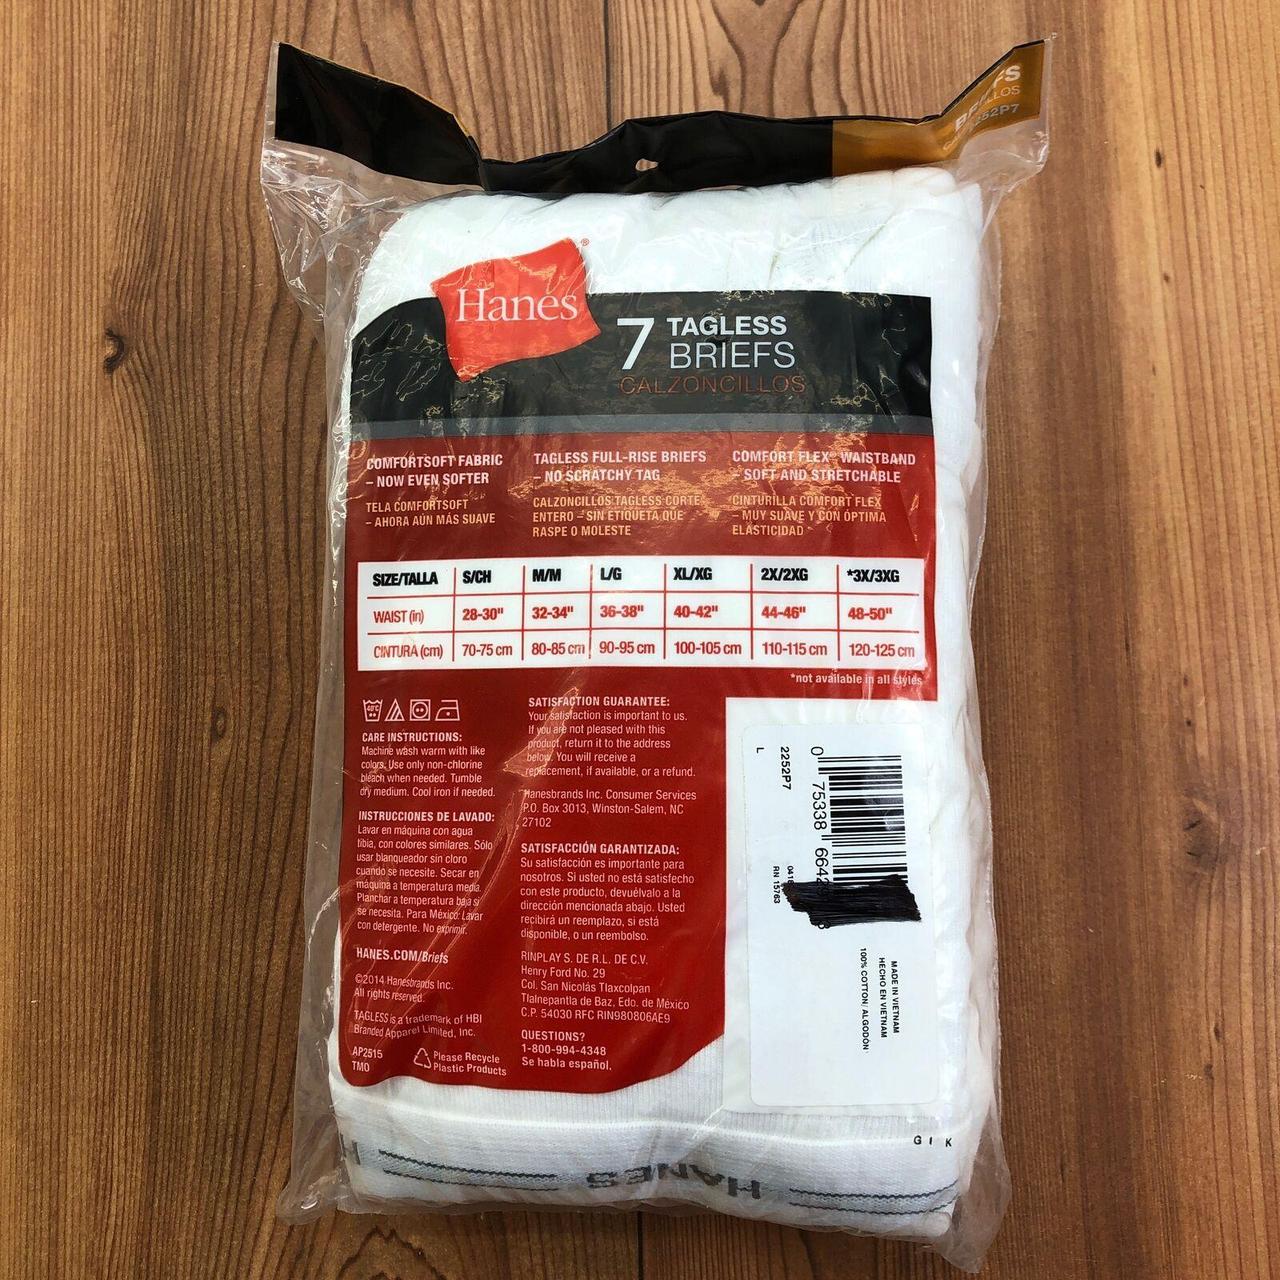 BRIEFS
252P7
Hanes®
7 TAGLESS
BRIEFS
CALZONCILLOS
COMFORTSOFT FABRIC
– NOW EVEN SOFTER
TELA COMFORTSOFT
– AHORA AÚN MÁS SUAVE
TAGLESS FULL-RISE BRIEFS
– NO SCRATCHY TAG
CALZONCILLOS TAGLESS CORTE
ENTERO – SIN ETIQUETA QUE
RASPE O MOLESTE
COMFORT FLEX® WAISTBAND
– SOFT AND STRETCHABLE
CINTURILLA COMFORT FLEX
– MUY SUAVE Y CON ÓPTIMA
ELASTICIDAD
SIZE/TALLA S/CH M/M L/G XL/XG 2X/2XG *3X/3XG
WAIST (in) 28-30" 32-34" 36-38" 40-42" 44-46" 48-50"
CINTURA (cm) 70-75 cm 80-85 cm 90-95 cm 100-105 cm 110-115 cm 120-125 cm
*not available in all styles
40°C
CARE INSTRUCTIONS:
Machine wash warm with like
colors. Use only non-chlorine
bleach when needed. Tumble
dry medium. Cool iron if needed.
INSTRUCCIONES DE LAVADO:
Lavar en máquina con agua
tibia, con colores similares. Sólo
usar blanqueador sin cloro
cuando se necesite. Secar en
máquina a temperatura media.
Planchar a temperatura baja si
se necesita. Para México: Lavar
con detergente. No exprimir.
HANES.COM/Briefs
©2014 Hanesbrands Inc.
All rights reserved.
TAGLESS is a trademark of HBI
Branded Apparel Limited, Inc.
AP2515
TMO
Please Recycle
Plastic Products
SATISFACTION GUARANTEE:
Your satisfaction is important to us.
If you are not pleased with this
product, return it to the address
below. You will receive a
replacement, if available, or a refund.
Hanesbrands Inc. Consumer Services
P.O. Box 3013, Winston-Salem, NC
27102
SATISFACCIÓN GARANTIZADA:
Su satisfacción es importante para
nosotros. Si usted no está satisfecho
con este producto, devuélvalo a la
dirección mencionada abajo. Usted
recibirá un reemplazo, si está
disponible, o un reembolso.
RINPLAY S. DE R.L. DE C.V.
Henry Ford No. 29
Col. San Nicolás Tlaxcolpan
Tlalnepantla de Baz, Edo. de México
C.P. 54030 RFC RIN980806AE9
QUESTIONS?
1-800-994-4348
Se habla español.
L
2252P7
0 75338 6642
RN 15763
MADE IN VIETNAM
HECHO EN VIETNAM
100% COTTON/ ALGODÓN
G I K
HANES
H